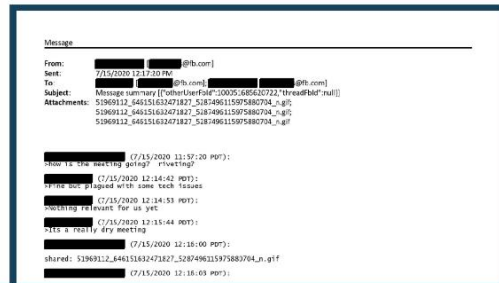 Message
From: [ @fb.com]
Sent: 7/15/2020 12:17:20 PM
To: [ @fb.com]; [ @fb.com]
Subject: Message summary [{"otherUserFbId":100051685620722,"threadFbId":null}]
Attachments: 51969112_646151632471827_5287496115975880704_n.gif;
51969112_646151632471827_5287496115975880704_n.gif;
51969112_646151632471827_5287496115975880704_n.gif
(7/15/2020 11:57:20 PDT):
>how is the meeting going? riveting?
(7/15/2020 12:14:42 PDT):
>Fine but plagued with some tech issues
(7/15/2020 12:14:53 PDT):
>Nothing relevant for us yet
(7/15/2020 12:15:44 PDT):
>Its a really dry meeting
(7/15/2020 12:16:00 PDT):
shared: 51969112_646151632471827_5287496115975880704_n.gif
(7/15/2020 12:16:03 PDT):